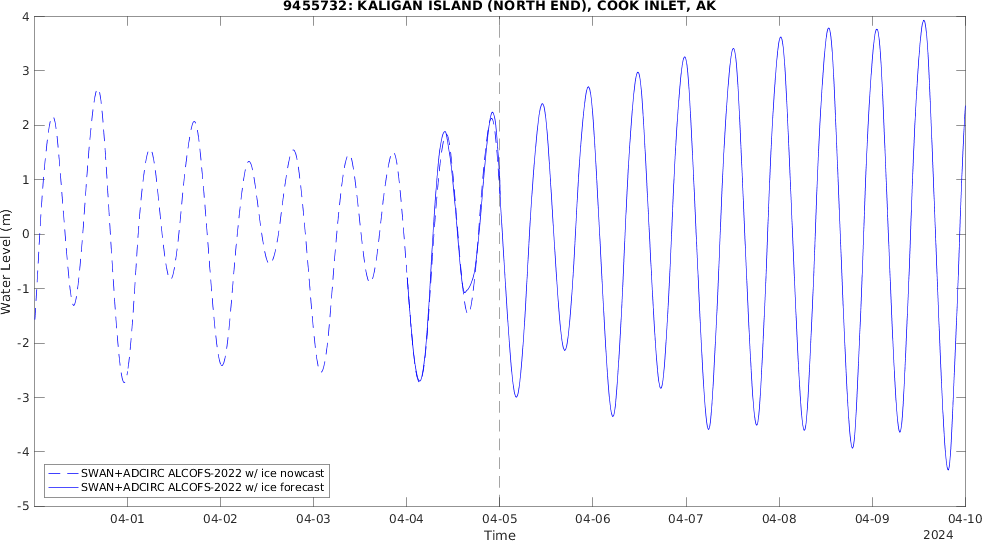 9455732: KALIGAN ISLAND (NORTH END), COOK INLET, AK
Water Level (m)
4
3
2
1
0
-1
-2
-3
-4
-5
SWAN+ADCIRC ALCOFS-2022 w/ ice nowcast
SWAN+ADCIRC ALCOFS-2022 w/ ice forecast
04-01 04-02 04-03 04-04 04-05 04-06 04-07 04-08 04-09 04-10
Time
2024